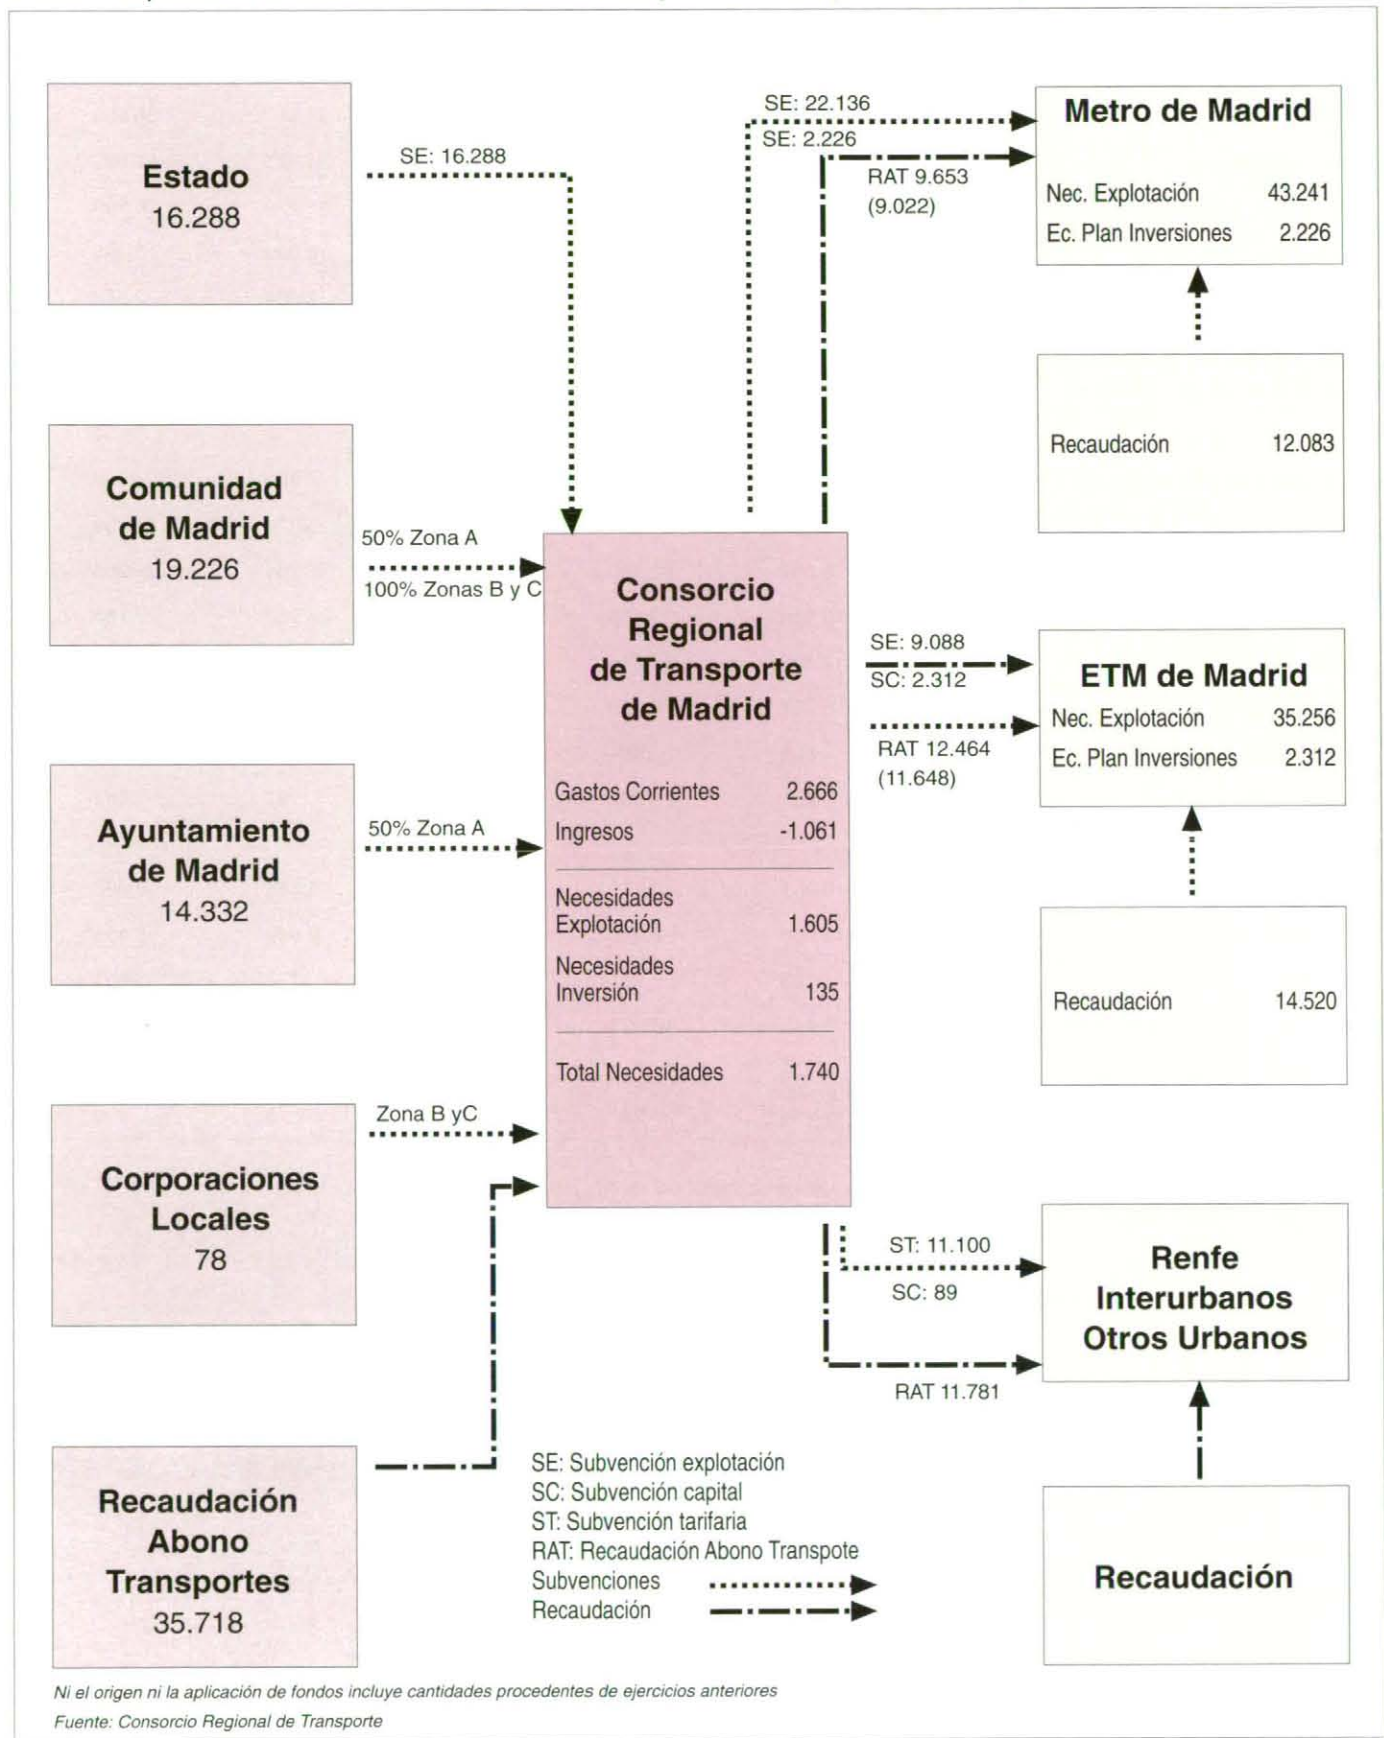 Estado
16.288
SE: 16.288
Comunidad
de Madrid
19.226
50% Zona A
100% Zonas B y C
Ayuntamiento
de Madrid
14.332
50% Zona A
Corporaciones
Locales
78
Zona B yC
Recaudación
Abono
Transportes
35.718
Consorcio
Regional
de Transporte
de Madrid
Gastos Corrientes 2.666
Ingresos -1.061
Necesidades
Explotación 1.605
Necesidades
Inversión 135
Total Necesidades 1.740
SE: 22.136
SE: 2.226
RAT 9.653
(9.022)
Metro de Madrid
Nec. Explotación 43.241
Ec. Plan Inversiones 2.226
Recaudación 12.083
SE: 9.088
SC: 2.312
RAT 12.464
(11.648)
ETM de Madrid
Nec. Explotación 35.256
Ec. Plan Inversiones 2.312
Recaudación 14.520
ST: 11.100
SC: 89
RAT 11.781
Renfe
Interurbanos
Otros Urbanos
Recaudación
SE: Subvención explotación
SC: Subvención capital
ST: Subvención tarifaria
RAT: Recaudación Abono Transpote
Subvenciones
Recaudación
Ni el origen ni la aplicación de fondos incluye cantidades procedentes de ejercicios anteriores
Fuente: Consorcio Regional de Transporte